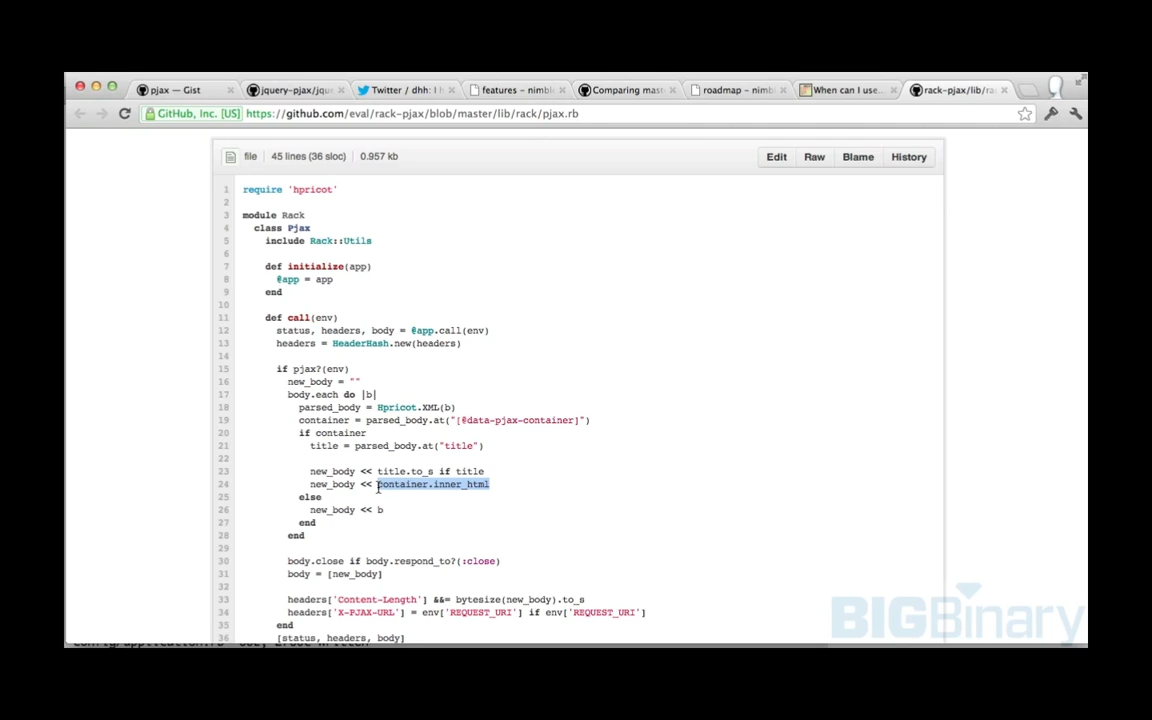 pjax — Gist
jquery-pjax/jqu
Twitter / dhh: I h
features – nimbl
Comparing mast
roadmap – nimb
When can I use...
rack-pjax/lib/ra
GitHub, Inc. [US]
https://github.com/eval/rack-pjax/blob/master/lib/rack/pjax.rb
file
45 lines (36 sloc)
0.957 kb
Edit
Raw
Blame
History
1 require 'hpricot'
2
3 module Rack
4 class Pjax
5 include Rack::Utils
6
7 def initialize(app)
8 @app = app
9 end
10
11 def call(env)
12 status, headers, body = @app.call(env)
13 headers = HeaderHash.new(headers)
14
15 if pjax?(env)
16 new_body = ""
17 body.each do |b|
18 parsed_body = Hpricot.XML(b)
19 container = parsed_body.at("[@data-pjax-container]")
20 if container
21 title = parsed_body.at("title")
22
23 new_body << title.to_s if title
24 new_body << container.inner_html
25 else
26 new_body << b
27 end
28 end
29
30 body.close if body.respond_to?(:close)
31 body = [new_body]
32
33 headers['Content-Length'] &&= bytesize(new_body).to_s
34 headers['X-PJAX-URL'] = env['REQUEST_URI'] if env['REQUEST_URI']
35 end
36 [status, headers, body]
BIGBinary